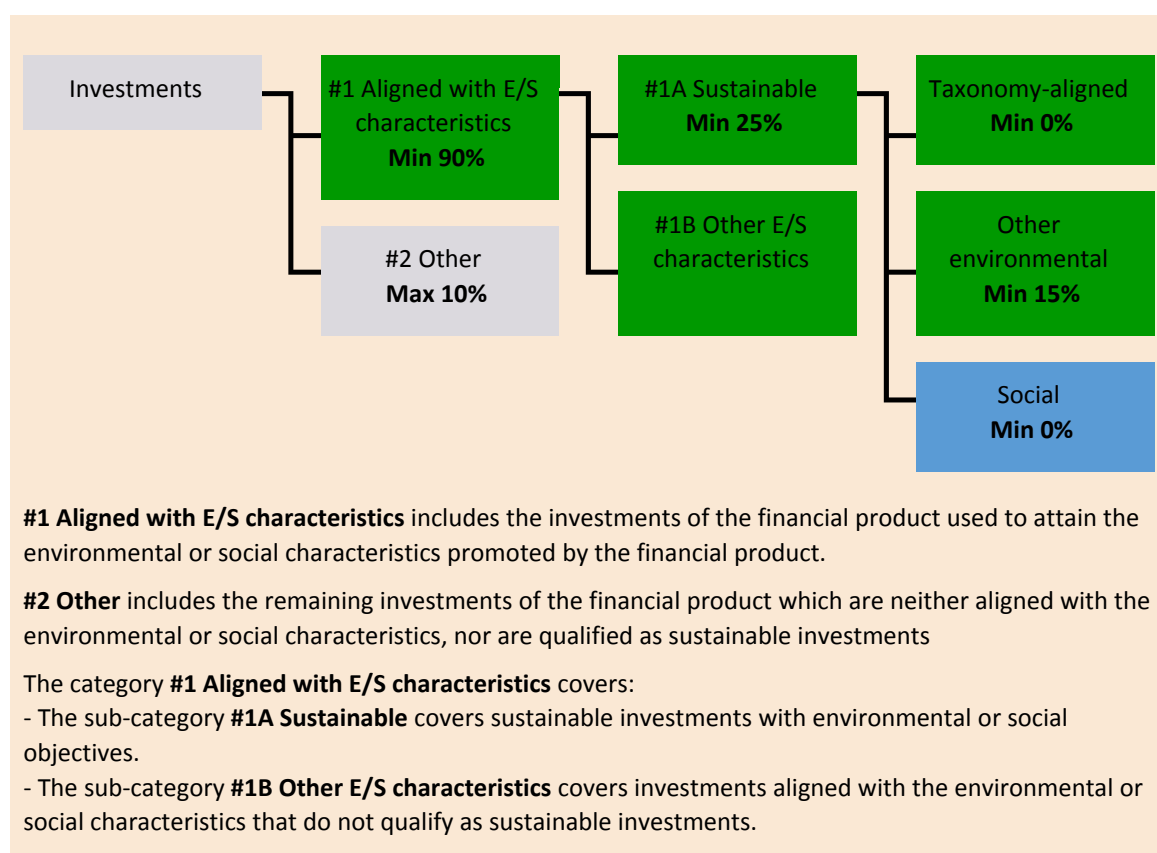 Investments
#1 Aligned with E/S
characteristics
Min 90%
#2 Other
Max 10%
#1A Sustainable
Min 25%
#1B Other E/S
characteristics
Taxonomy-aligned
Min 0%
Other
environmental
Min 15%
Social
Min 0%
#1 Aligned with E/S characteristics includes the investments of the financial product used to attain the
environmental or social characteristics promoted by the financial product.
#2 Other includes the remaining investments of the financial product which are neither aligned with the
environmental or social characteristics, nor are qualified as sustainable investments
The category #1 Aligned with E/S characteristics covers:
- The sub-category #1A Sustainable covers sustainable investments with environmental or social
objectives.
- The sub-category #1B Other E/S characteristics covers investments aligned with the environmental or
social characteristics that do not qualify as sustainable investments.